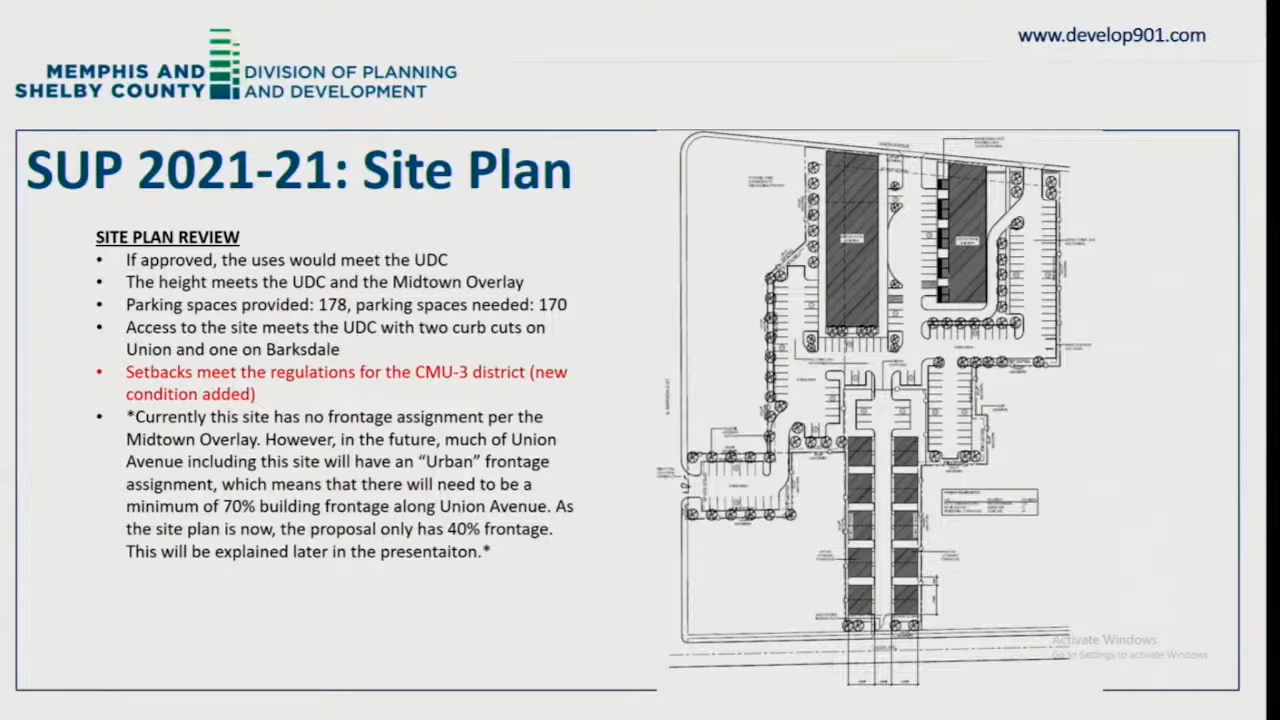 www.develop901.com
MEMPHIS AND
SHELBY COUNTY
DIVISION OF PLANNING
AND DEVELOPMENT
SUP 2021-21: Site Plan
SITE PLAN REVIEW
• If approved, the uses would meet the UDC
• The height meets the UDC and the Midtown Overlay
• Parking spaces provided: 178, parking spaces needed: 170
• Access to the site meets the UDC with two curb cuts on
Union and one on Barksdale
• Setbacks meet the regulations for the CMU-3 district (new
condition added)
• *Currently this site has no frontage assignment per the
Midtown Overlay. However, in the future, much of Union
Avenue including this site will have an “Urban” frontage
assignment, which means that there will need to be a
minimum of 70% building frontage along Union Avenue. As
the site plan is now, the proposal only has 40% frontage.
This will be explained later in the presentaiton.*
Activate Windows
Go to Settings to activate Windows